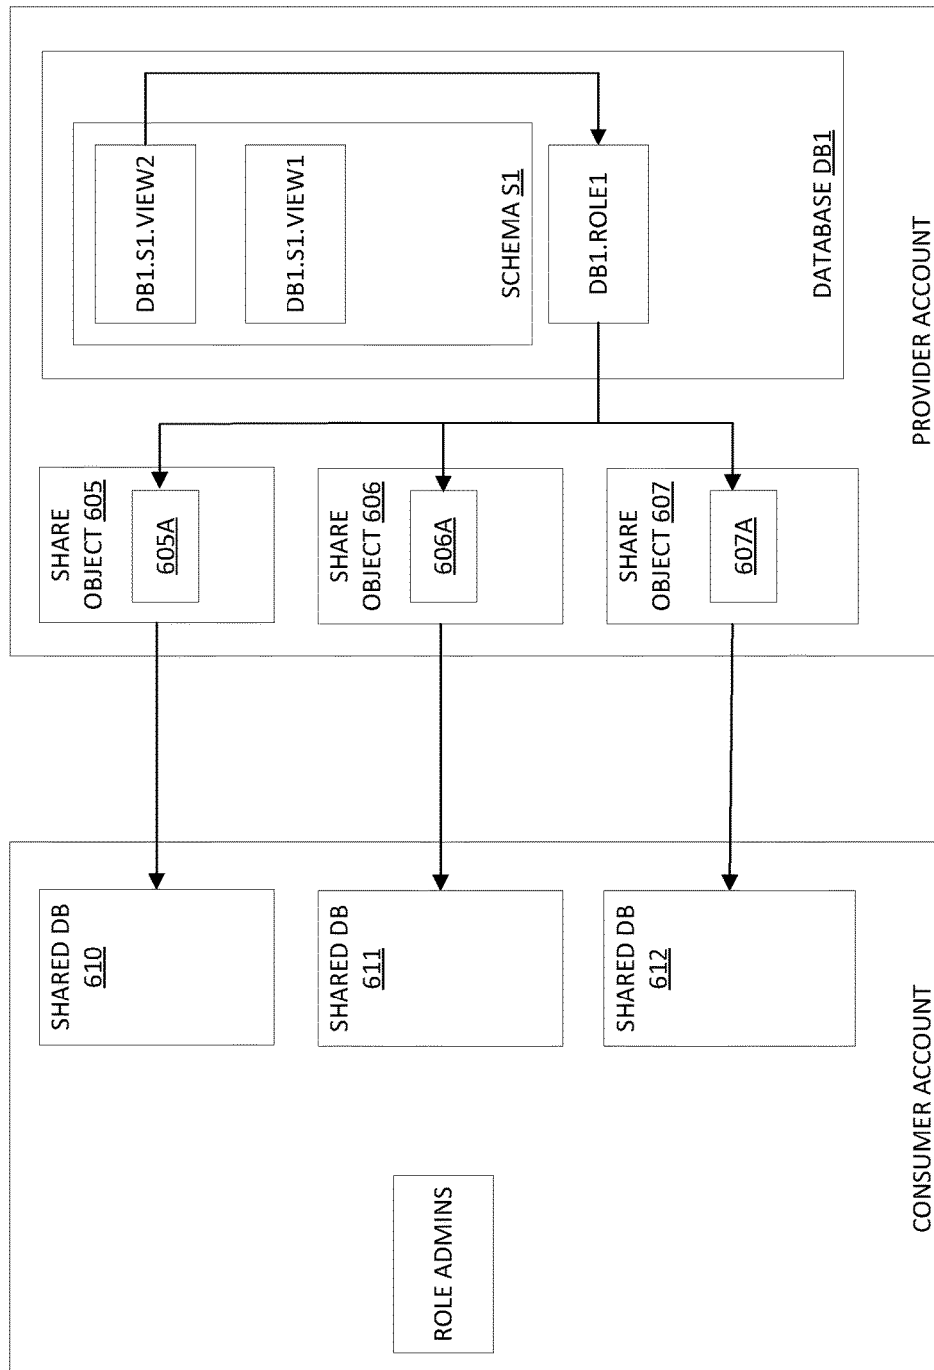 DB1.S1.VIEW2
DB1.S1.VIEW1
SCHEMA S1
DB1.ROLE1
DATABASE DB1
PROVIDER ACCOUNT
SHARE
OBJECT 605
605A
SHARE
OBJECT 606
606A
SHARE
OBJECT 607
607A
SHARED DB
610
SHARED DB
611
SHARED DB
612
ROLE ADMINS
CONSUMER ACCOUNT